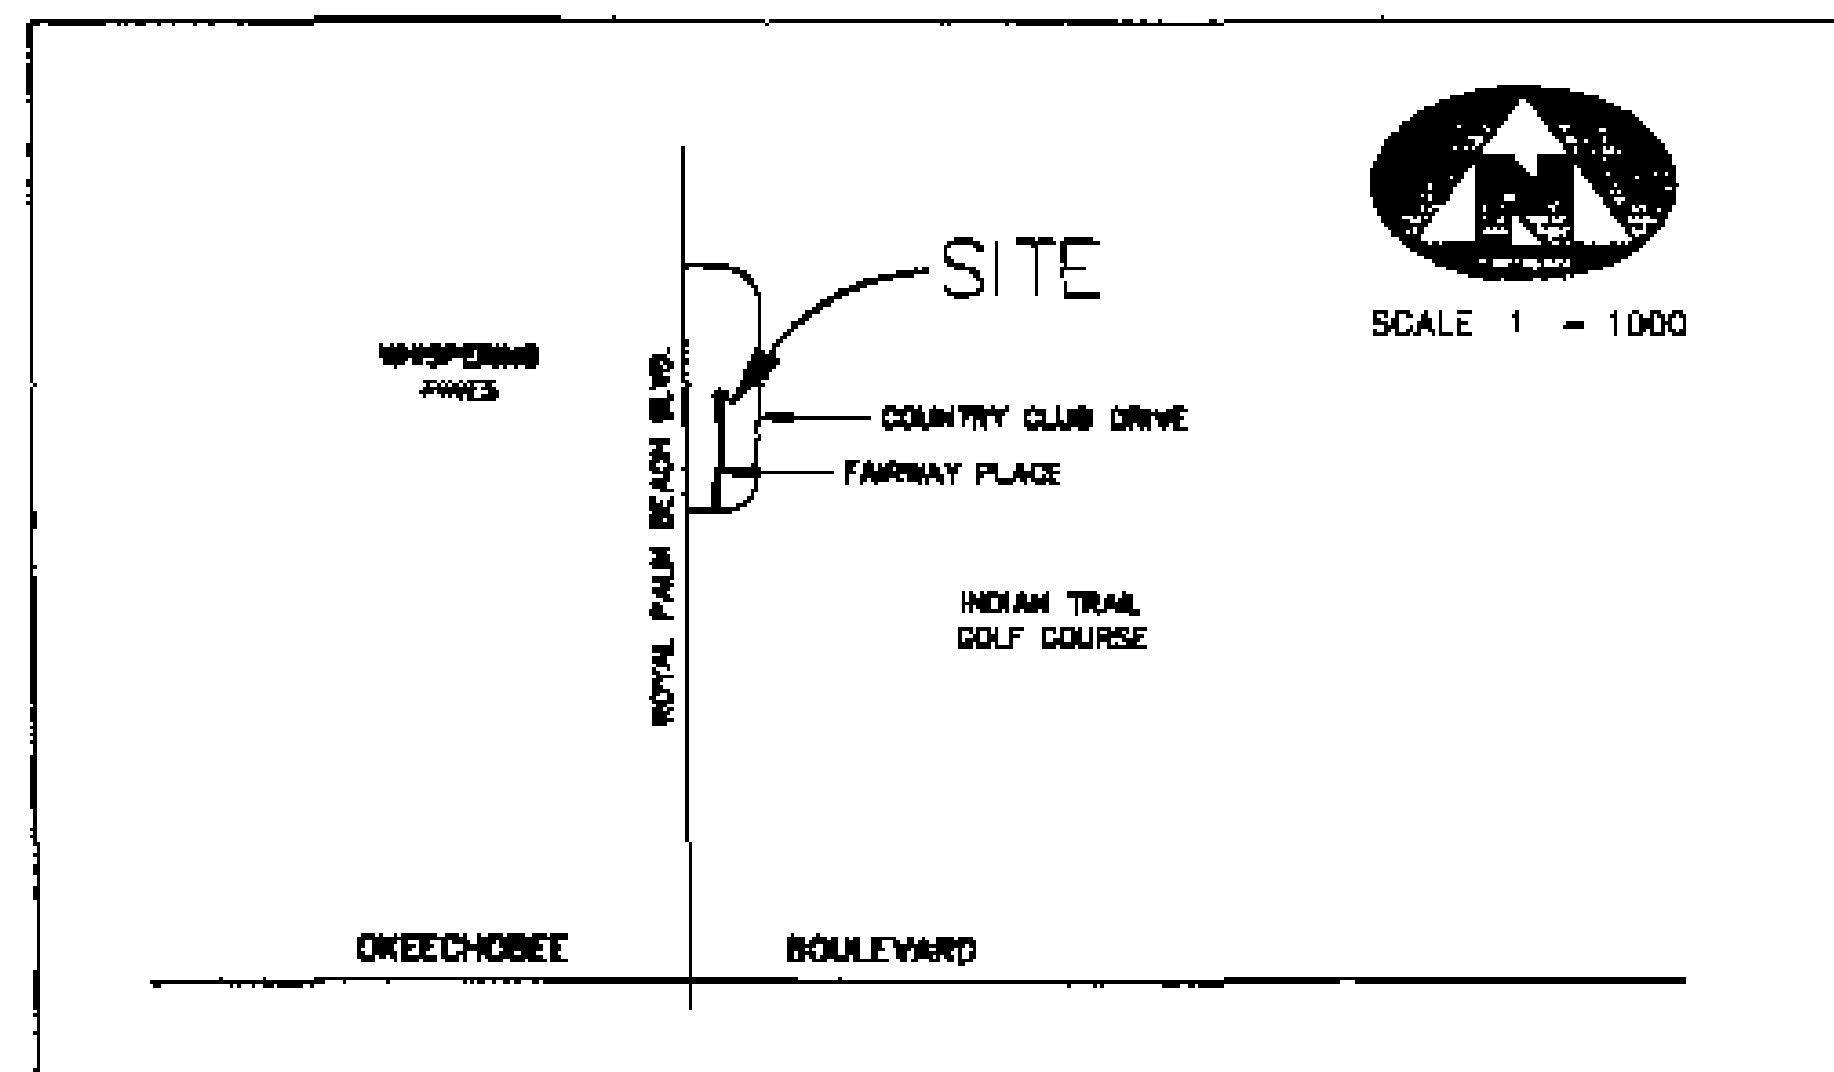 N
SITE
SCALE 1 = 1000
PINES
ROYAL PALM BEACH BLVD.
COUNTRY CLUB DRIVE
FAIRWAY PLACE
INDIAN TRAIL
GOLF COURSE
OKEECHOBEE BOULEVARD